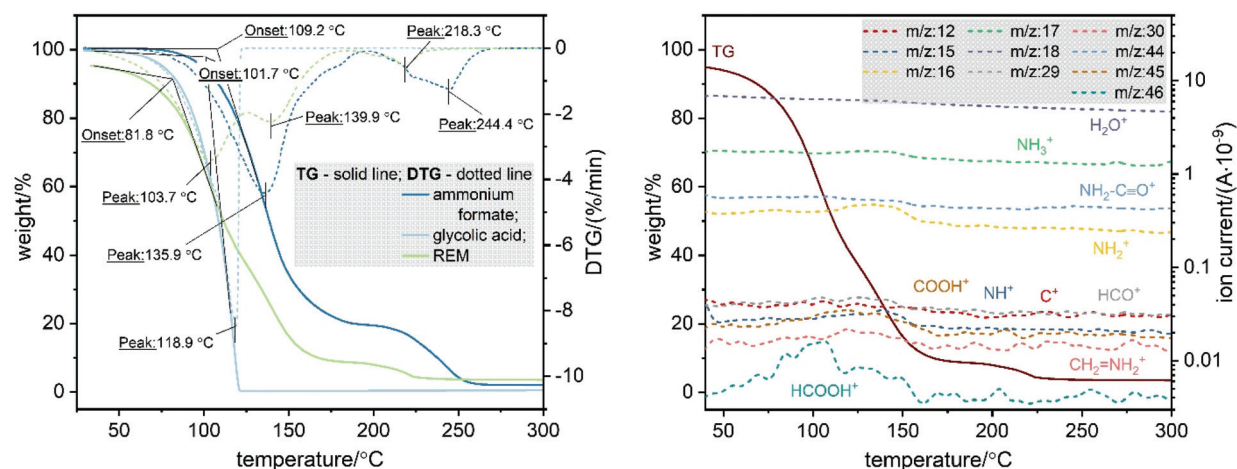 Onset:109.2 °C
Peak:218.3 °C
Onset:101.7 °C
Onset:81.8 °C
Peak:139.9 °C
Peak:244.4 °C
Peak:103.7 °C
Peak:135.9 °C
Peak:118.9 °C
TG - solid line; DTG - dotted line
ammonium
formate;
glycolic acid;
REM
weight/%
100
80
60
40
20
0
DTG/(%/min)
0
-2
-4
-6
-8
-10
50
100
150
200
250
300
temperature/°C
TG
m/z:12
m/z:17
m/z:30
m/z:15
m/z:18
m/z:44
m/z:16
m/z:29
m/z:45
m/z:46
H₂O⁺
NH₃⁺
NH₂-C≡O⁺
NH₂⁺
COOH⁺
NH⁺
C⁺
HCO⁺
CH₂=NH₂⁺
HCOOH⁺
weight/%
100
80
60
40
20
0
ion current/(A·10⁻⁹)
10
1
0.1
0.01
50
100
150
200
250
300
temperature/°C